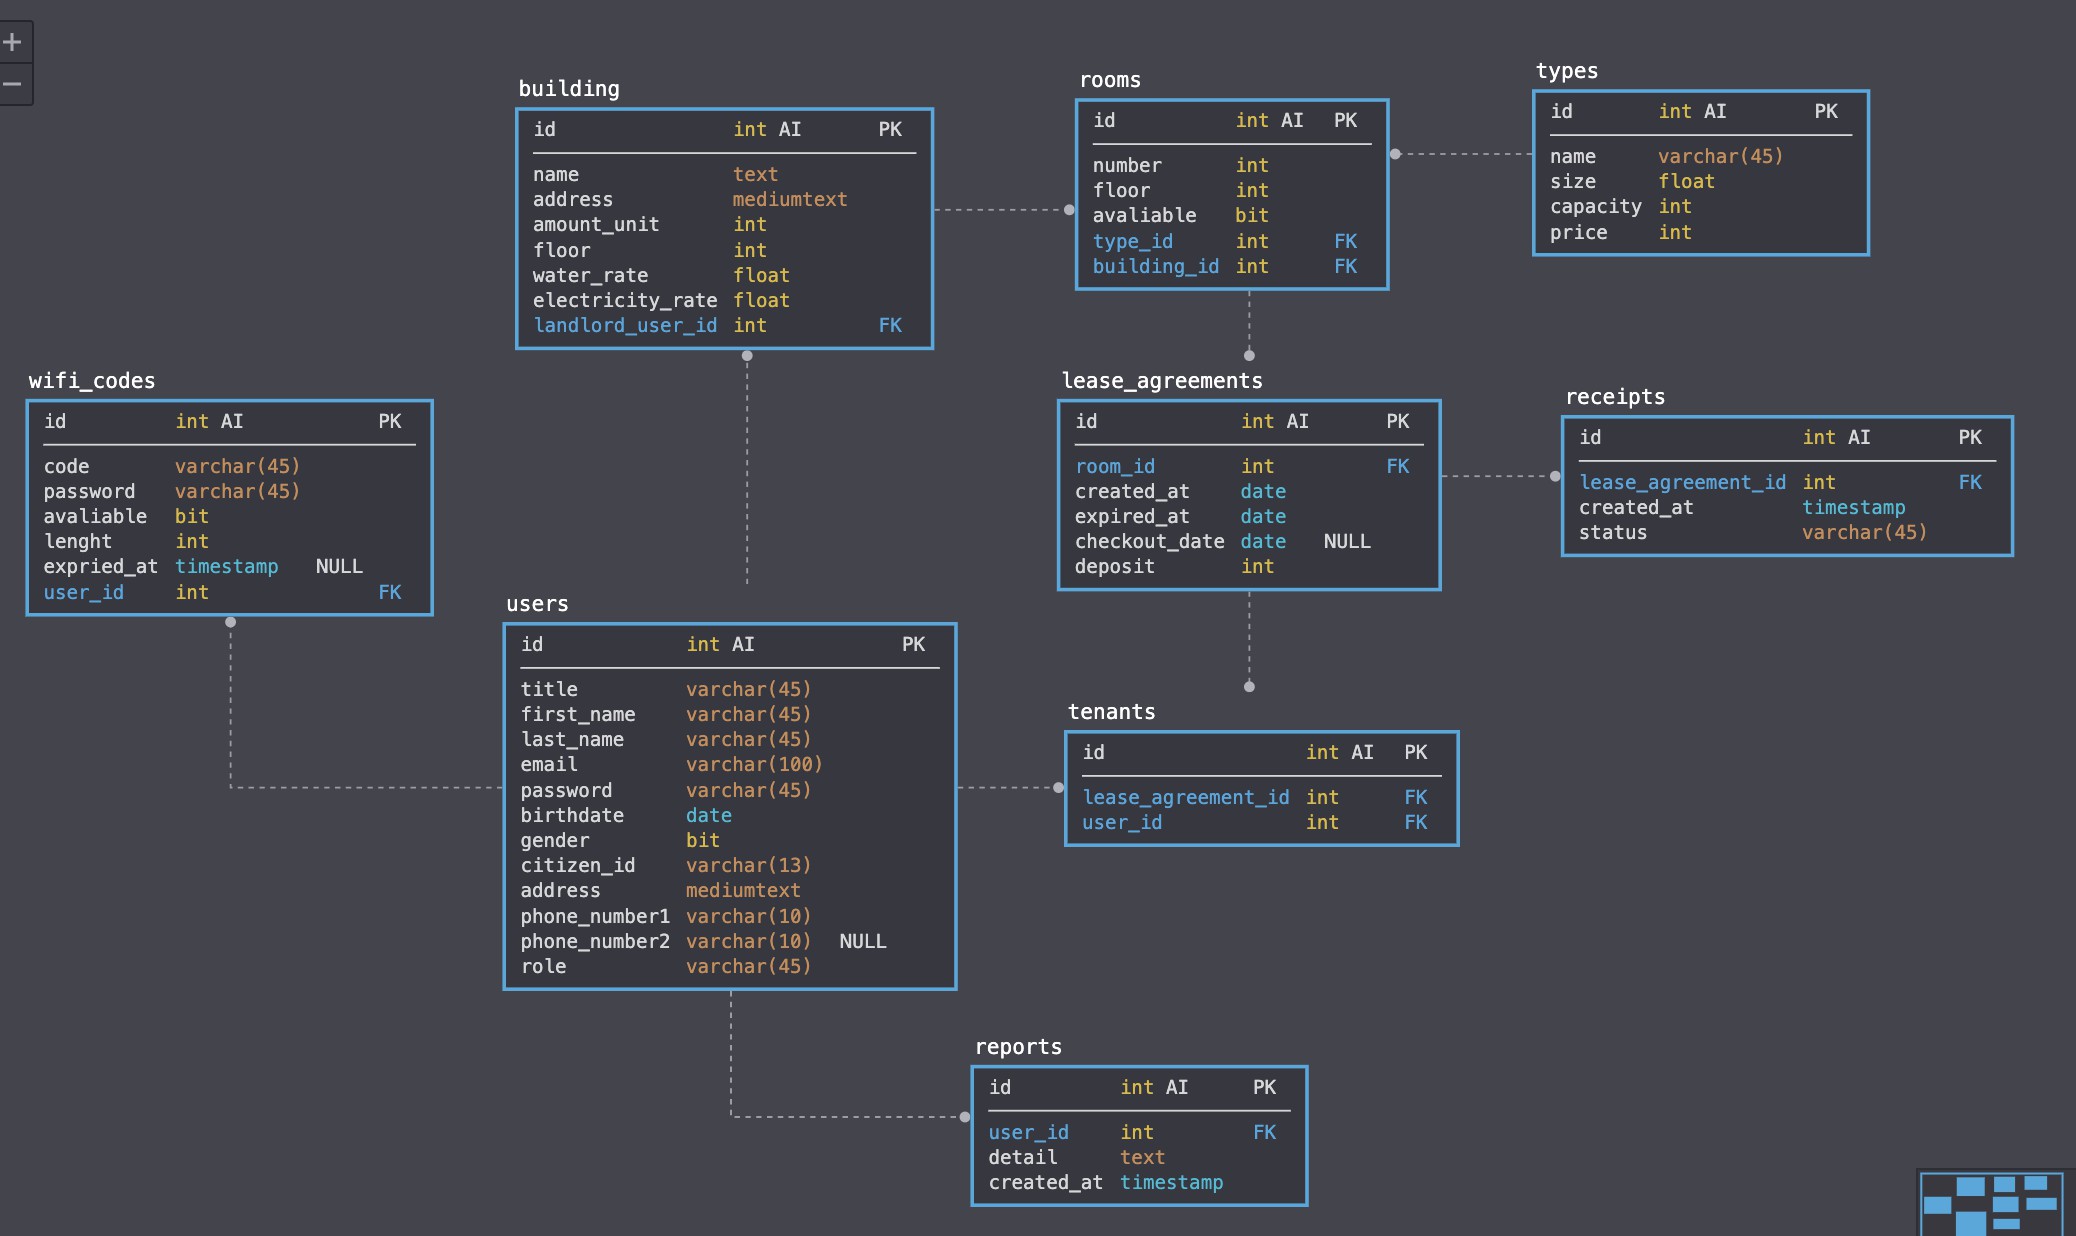 building
id int AI PK
name text
address mediumtext
amount_unit int
floor int
water_rate float
electricity_rate float
landlord_user_id int FK
rooms
id int AI PK
number int
floor int
avaliable bit
type_id int FK
building_id int FK
types
id int AI PK
name varchar(45)
size float
capacity int
price int
wifi_codes
id int AI PK
code varchar(45)
password varchar(45)
avaliable bit
lenght int
expried_at timestamp NULL
user_id int FK
lease_agreements
id int AI PK
room_id int FK
created_at date
expired_at date
checkout_date date NULL
deposit int
receipts
id int AI PK
lease_agreement_id int FK
created_at timestamp
status varchar(45)
users
id int AI PK
title varchar(45)
first_name varchar(45)
last_name varchar(45)
email varchar(100)
password varchar(45)
birthdate date
gender bit
citizen_id varchar(13)
address mediumtext
phone_number1 varchar(10)
phone_number2 varchar(10) NULL
role varchar(45)
tenants
id int AI PK
lease_agreement_id int FK
user_id int FK
reports
id int AI PK
user_id int FK
detail text
created_at timestamp